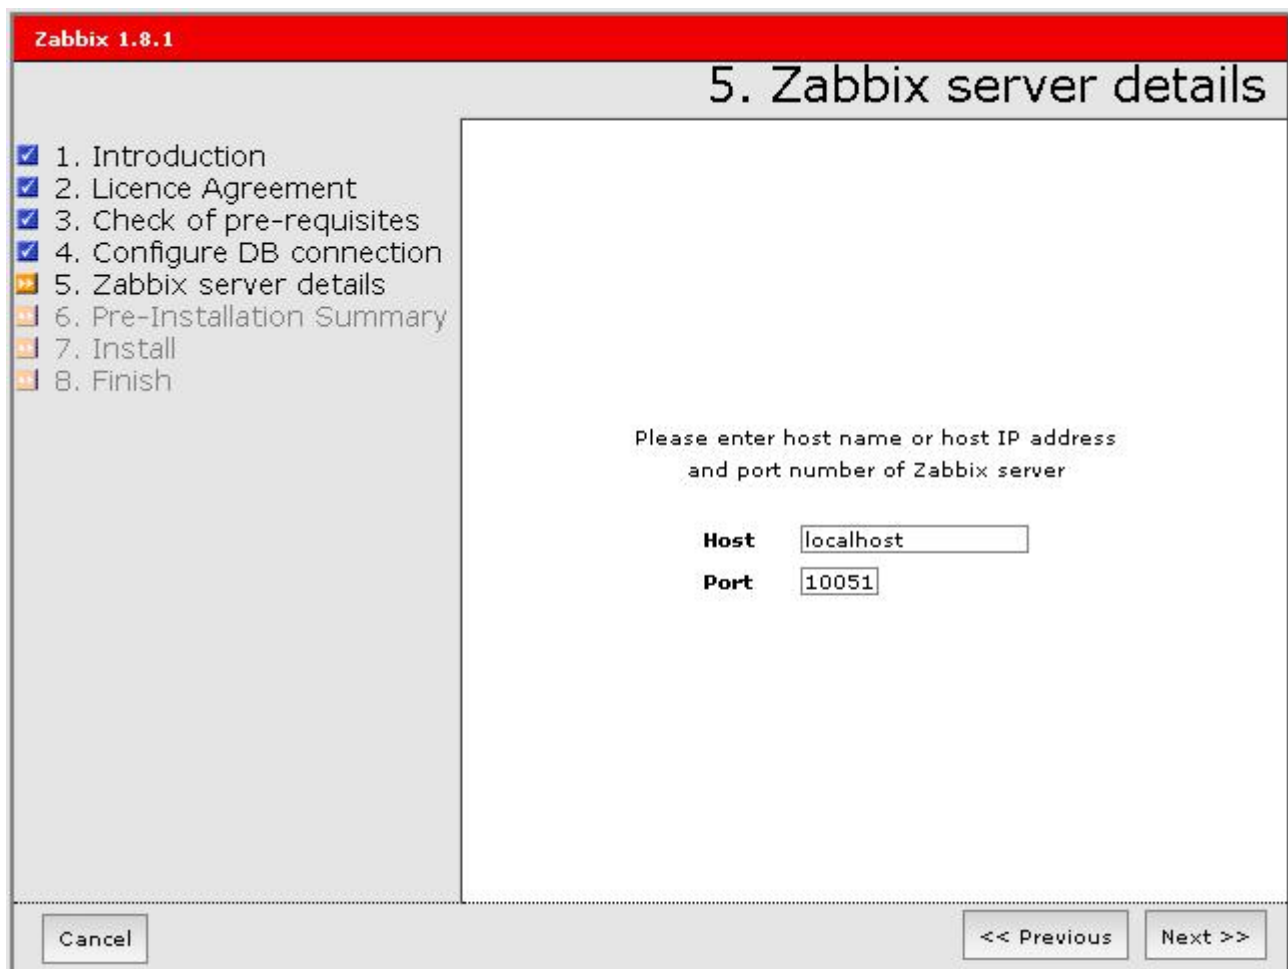 Zabbix 1.8.1
5. Zabbix server details
1. Introduction
2. Licence Agreement
3. Check of pre-requisites
4. Configure DB connection
5. Zabbix server details
6. Pre-Installation Summary
7. Install
8. Finish
Please enter host name or host IP address
and port number of Zabbix server
Host localhost
Port 10051
Cancel << Previous Next >>